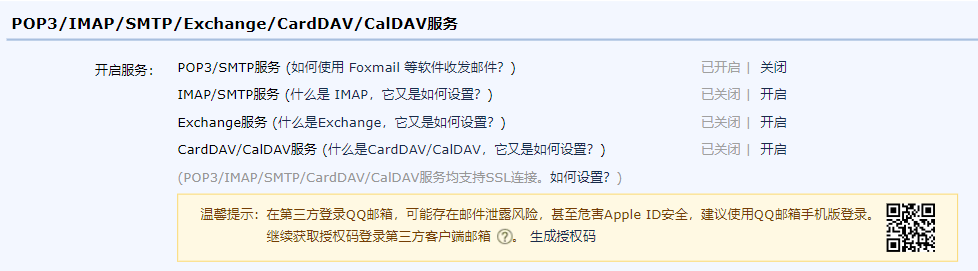 POP3/IMAP/SMTP/Exchange/CardDAV/CalDAV服务
开启服务： POP3/SMTP服务 (如何使用 Foxmail 等软件收发邮件？) 已开启 | 关闭
IMAP/SMTP服务 (什么是 IMAP，它又是如何设置？) 已关闭 | 开启
Exchange服务 (什么是Exchange，它又是如何设置？) 已关闭 | 开启
CardDAV/CalDAV服务 (什么是CardDAV/CalDAV，它又是如何设置？) 已关闭 | 开启
(POP3/IMAP/SMTP/CardDAV/CalDAV服务均支持SSL连接。如何设置？)
温馨提示：在第三方登录QQ邮箱，可能存在邮件泄露风险，甚至危害Apple ID安全，建议使用QQ邮箱手机版登录。
继续获取授权码登录第三方客户端邮箱 ?。 生成授权码